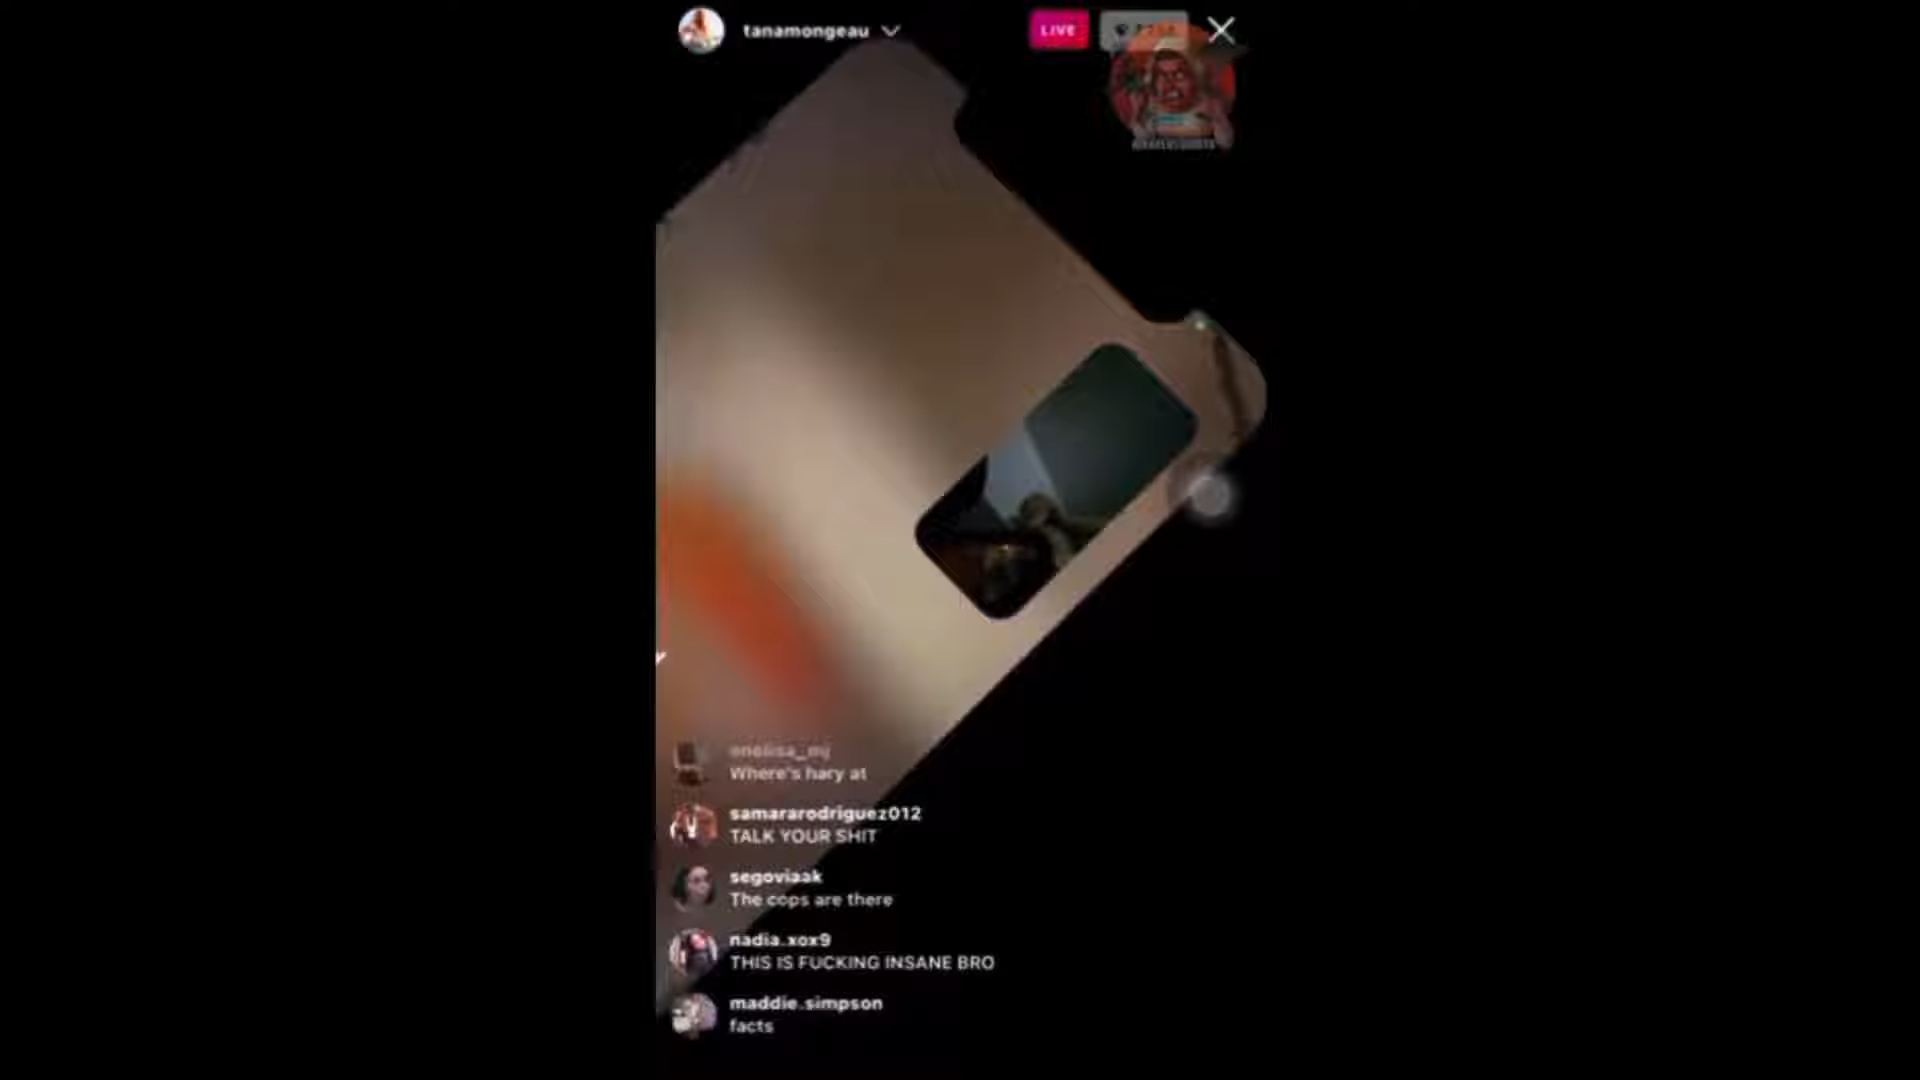 tanamongeau
LIVE
Where's hary at
samararodriguez012
TALK YOUR SHIT
segoviaak
The cops are there
nadia.xox9
THIS IS FUCKING INSANE BRO
maddie.simpson
facts